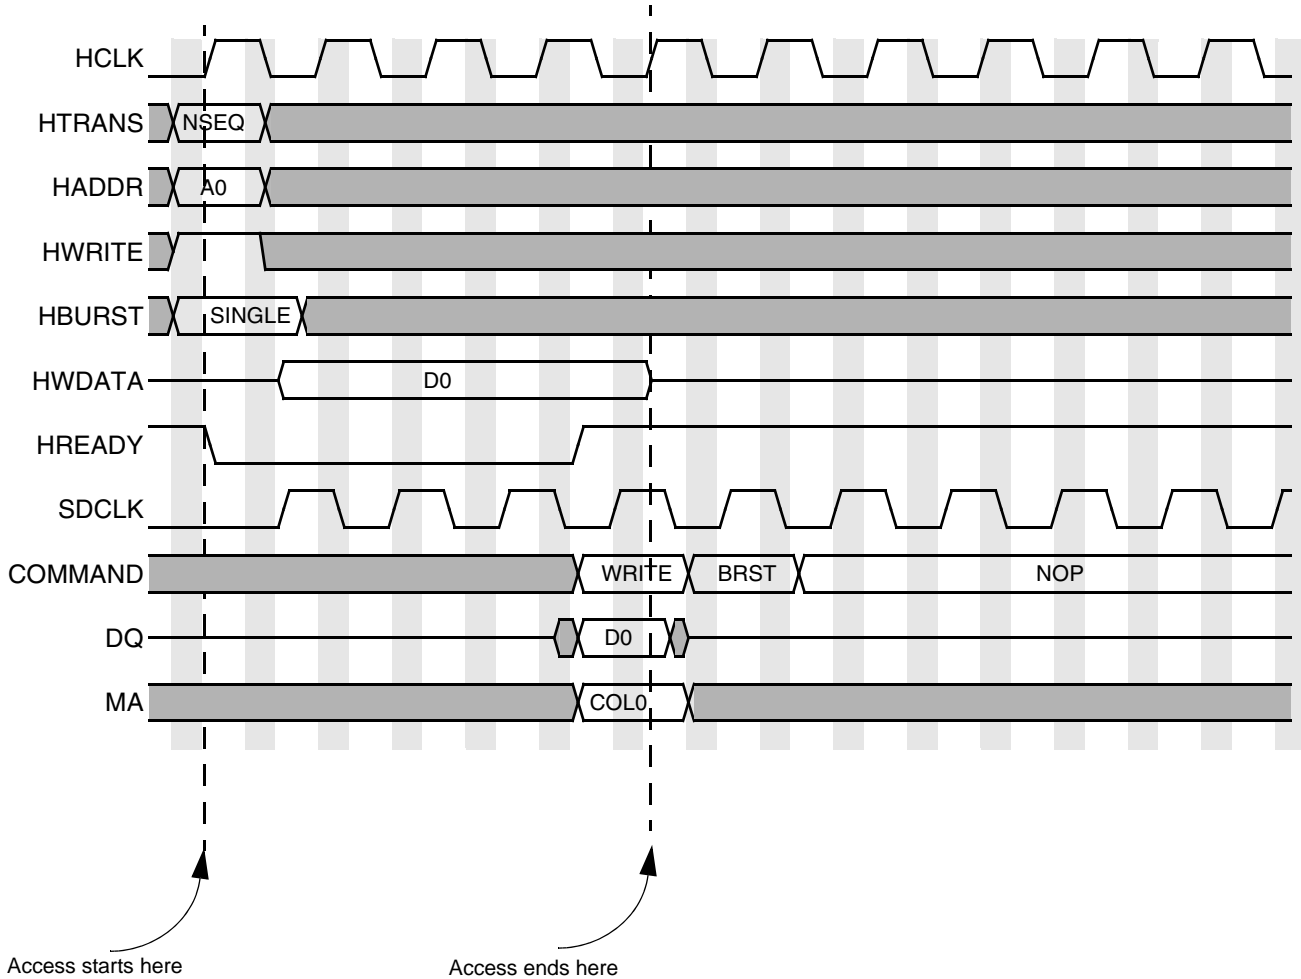 HCLK
HTRANS NSEQ
HADDR A0
HWRITE
HBURST SINGLE
HWDATA D0
HREADY
SDCLK
COMMAND WRITE BRST NOP
DQ D0
MA COL0
Access starts here Access ends here